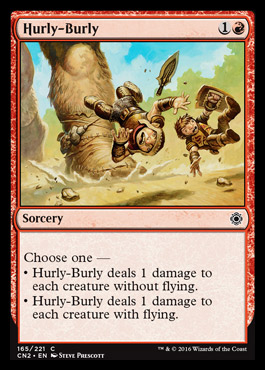 Hurly-Burly 1
Sorcery
Choose one —
• Hurly-Burly deals 1 damage to
each creature without flying.
• Hurly-Burly deals 1 damage to
each creature with flying.
165/221 C
CN2 • EN Steve Prescott ™ & © 2016 Wizards of the Coast